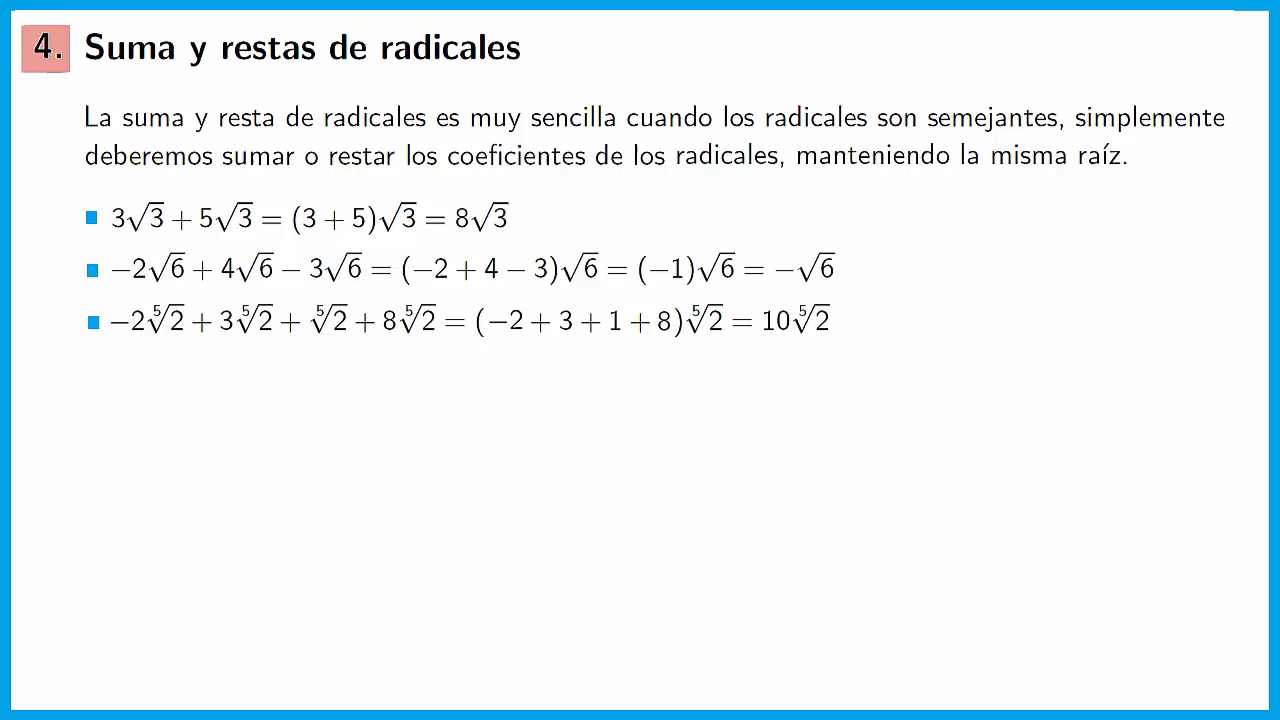 4. Suma y restas de radicales
La suma y resta de radicales es muy sencilla cuando los radicales son semejantes, simplemente
deberemos sumar o restar los coeficientes de los radicales, manteniendo la misma raíz.
3√3 + 5√3 = (3 + 5)√3 = 8√3
−2√6 + 4√6 − 3√6 = (−2 + 4 − 3)√6 = (−1)√6 = −√6
−2⁵√2 + 3⁵√2 + ⁵√2 + 8⁵√2 = (−2 + 3 + 1 + 8)⁵√2 = 10⁵√2